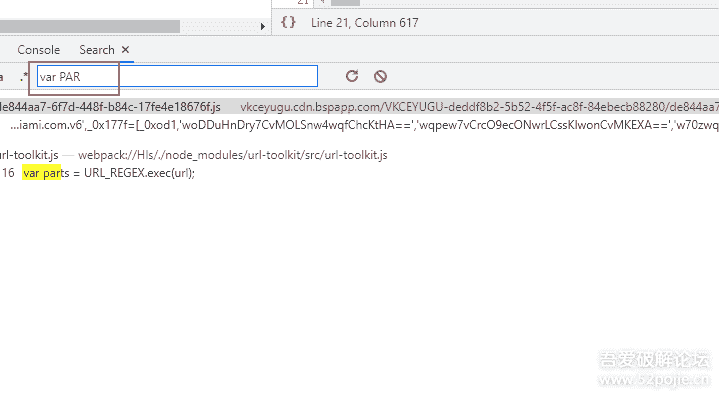 21
{} Line 21, Column 617
Console Search ×
.* var PAR
de844aa7-6f7d-448f-b84c-17fe4e18676f.js vkceyugu.cdn.bspapp.com/VKCEYUGU-deddf8b2-5b52-4f5f-ac8f-84ebecb88280/de844aa7
...iami.com.v6',_0x177f=[_0xod1,'woDDuHnDry7CvMOLSnw4wqfChcKtHA==','wqpew7vCrcO9ecONwrLCssKlwonCvMKEXA==','w70zwq
url-toolkit.js — webpack://Hls/./node_modules/url-toolkit/src/url-toolkit.js
16 var parts = URL_REGEX.exec(url);
吾爱破解论坛
www.52pojie.cn